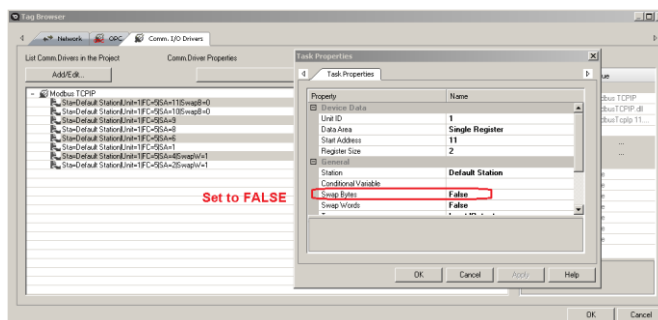 Tag Browser
Network
OPC
Comm. I/O Drivers
List Comm.Drivers in the Project
Comm.Driver Properties
Add/Edit...
Modbus TCPIP
Sta=Default Station|Unit=1|FC=5|SA=11|SwapB=0
Sta=Default Station|Unit=1|FC=5|SA=10|SwapB=0
Sta=Default Station|Unit=1|FC=5|SA=9
Sta=Default Station|Unit=1|FC=5|SA=8
Sta=Default Station|Unit=1|FC=5|SA=6
Sta=Default Station|Unit=1|FC=5|SA=1
Sta=Default Station|Unit=1|FC=5|SA=4|SwapW=1
Sta=Default Station|Unit=1|FC=5|SA=2|SwapW=1
Set to FALSE
Task Properties
Task Properties
Property
Name
Device Data
Unit ID
1
Data Area
Single Register
Start Address
11
Register Size
2
General
Station
Default Station
Conditional Variable
Swap Bytes
False
Swap Words
False
OK
Cancel
Apply
Help
OK
Cancel